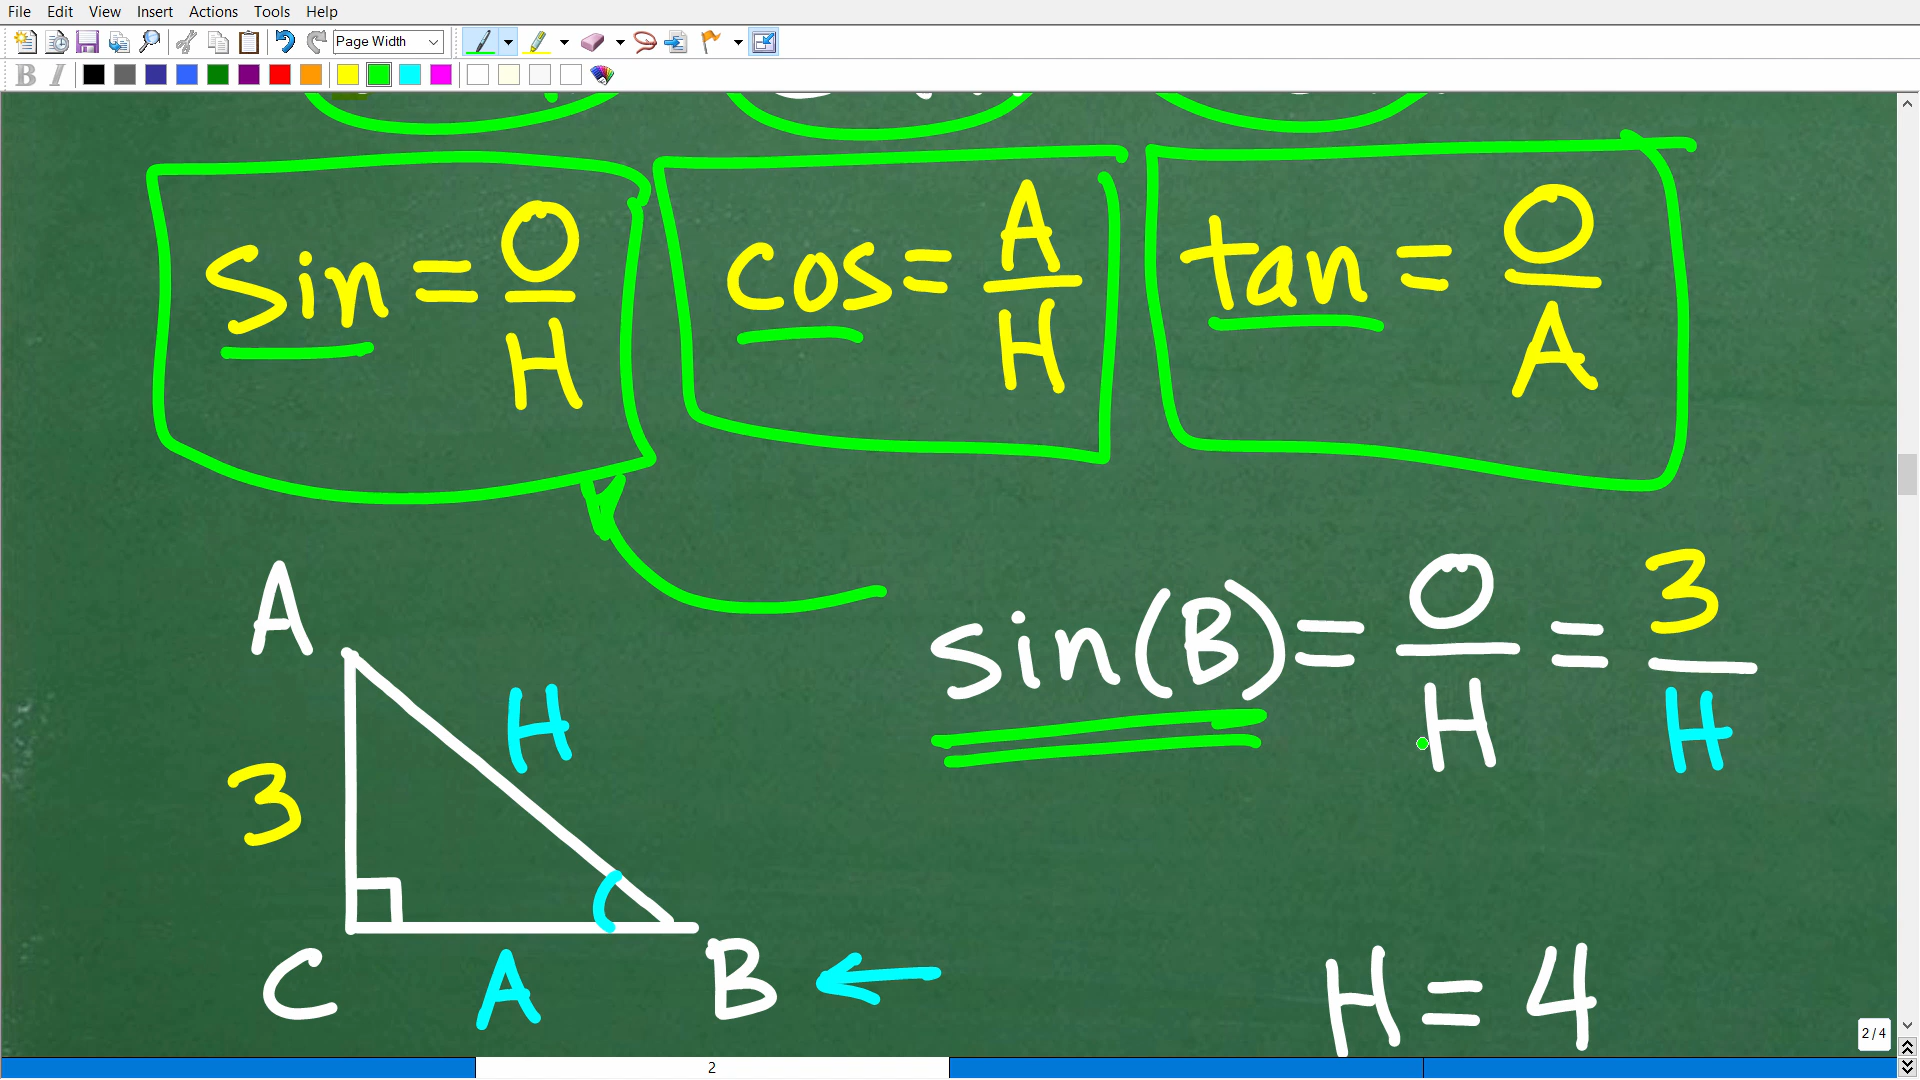 File Edit View Insert Actions Tools Help
Page Width
B I
sin = O/H cos = A/H tan = O/A
A
H
3
C A B
sin(B) = O/H = 3/H
H = 4
2 / 4
2